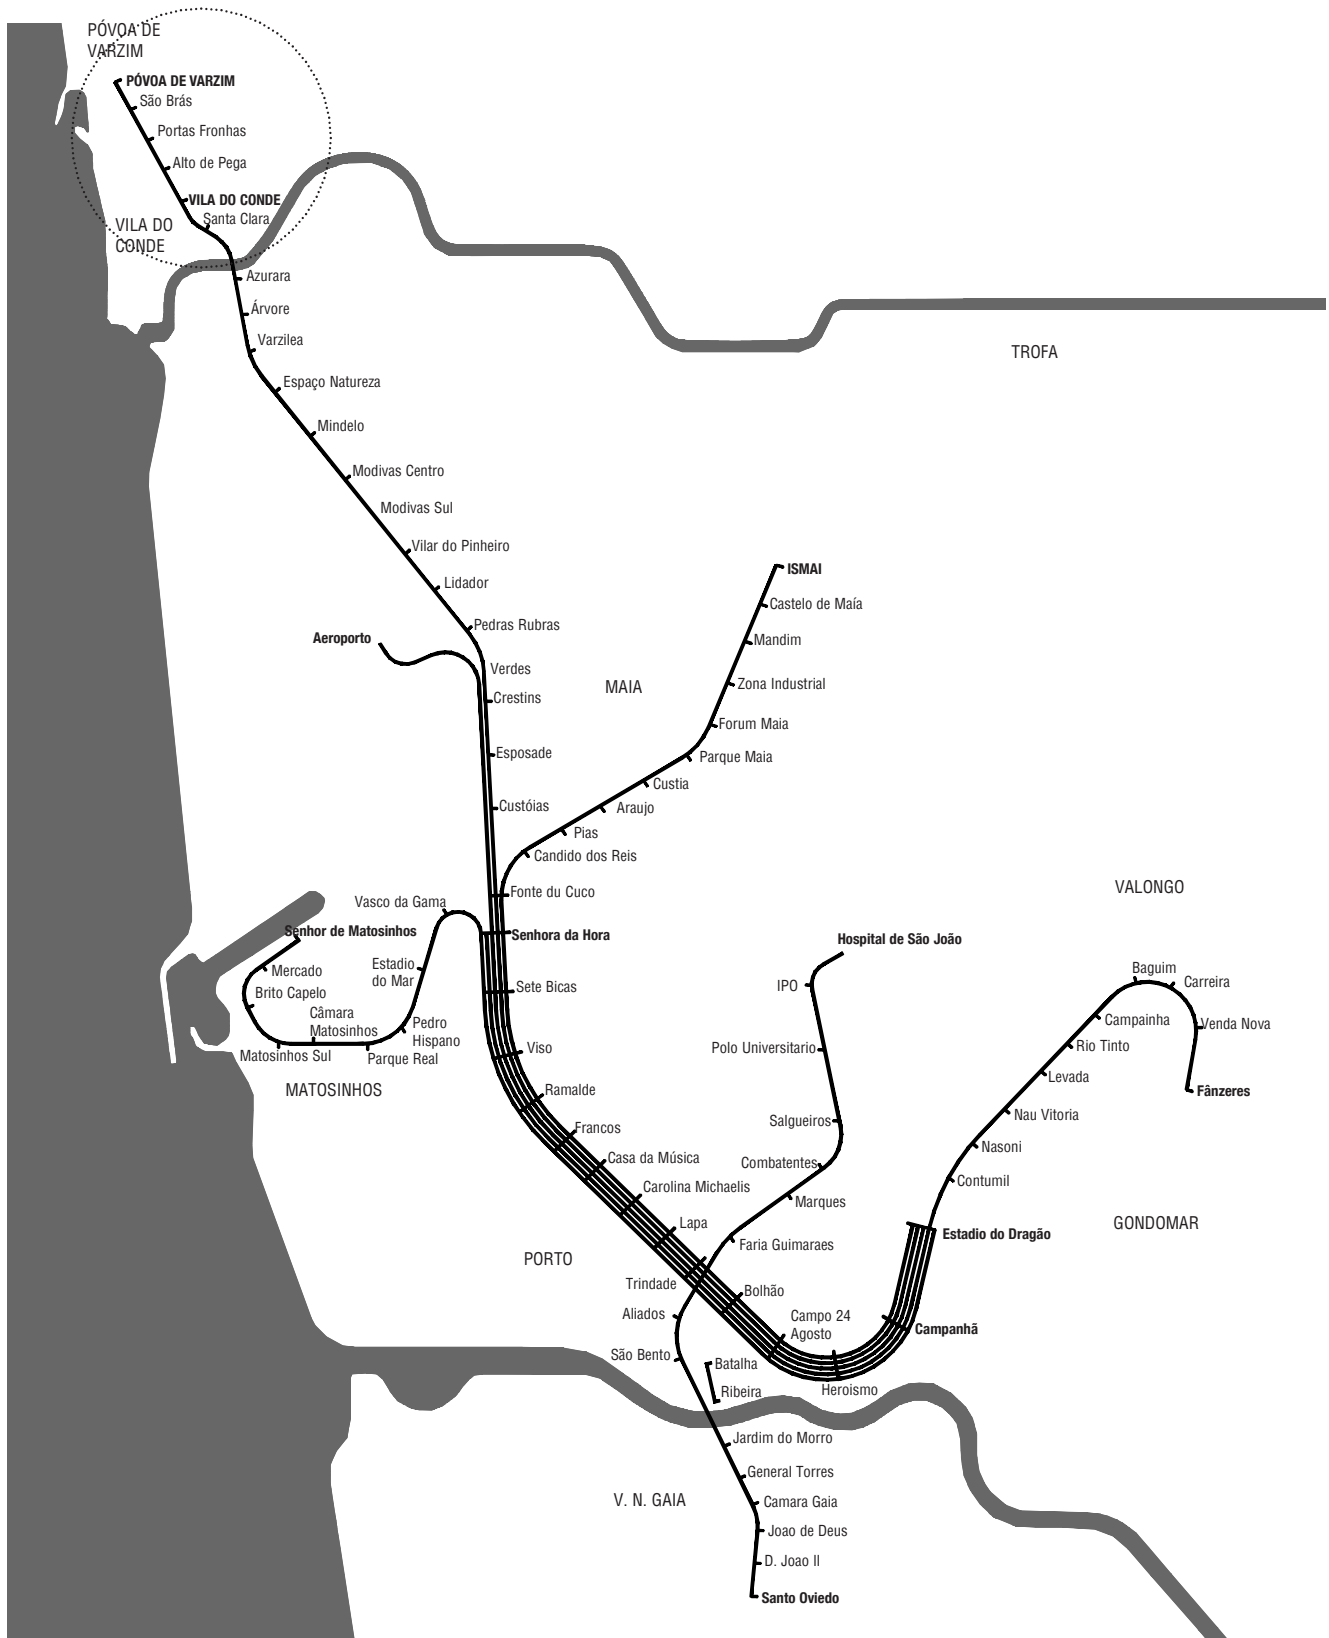 PÓVOA DE
VARZIM
PÓVOA DE VARZIM
São Brás
Portas Fronhas
Alto de Pega
VILA DO CONDE
Santa Clara
VILA DO
CONDE
Azurara
Árvore
Varzilea
TROFA
Espaço Natureza
Mindelo
Modivas Centro
Modivas Sul
Vilar do Pinheiro
Lidador
Pedras Rubras
Aeroporto
Verdes
Crestins
Esposade
Custóias
ISMAI
Castelo de Maía
Mandim
Zona Industrial
Forum Maia
Parque Maia
MAIA
Custia
Araujo
Pias
Candido dos Reis
Fonte du Cuco
VALONGO
Vasco da Gama
Senhor de Matosinhos
Senhora da Hora
Mercado
Brito Capelo
Câmara
Matosinhos
Matosinhos Sul
Estadio
do Mar
Pedro
Hispano
Parque Real
MATOSINHOS
Sete Bicas
Viso
Ramalde
Francos
Casa da Música
Carolina Michaelis
Lapa
Hospital de São João
IPO
Polo Universitario
Salgueiros
Combatentes
Marques
Faria Guimaraes
Baguim
Carreira
Campainha
Venda Nova
Rio Tinto
Levada
Fânzeres
Nau Vitoria
Nasoni
Contumil
GONDOMAR
Estadio do Dragão
PORTO
Trindade
Bolhão
Aliados
Campo 24
Agosto
Campanhã
São Bento
Batalha
Ribeira
Heroismo
Jardim do Morro
General Torres
V. N. GAIA
Camara Gaia
Joao de Deus
D. Joao II
Santo Oviedo